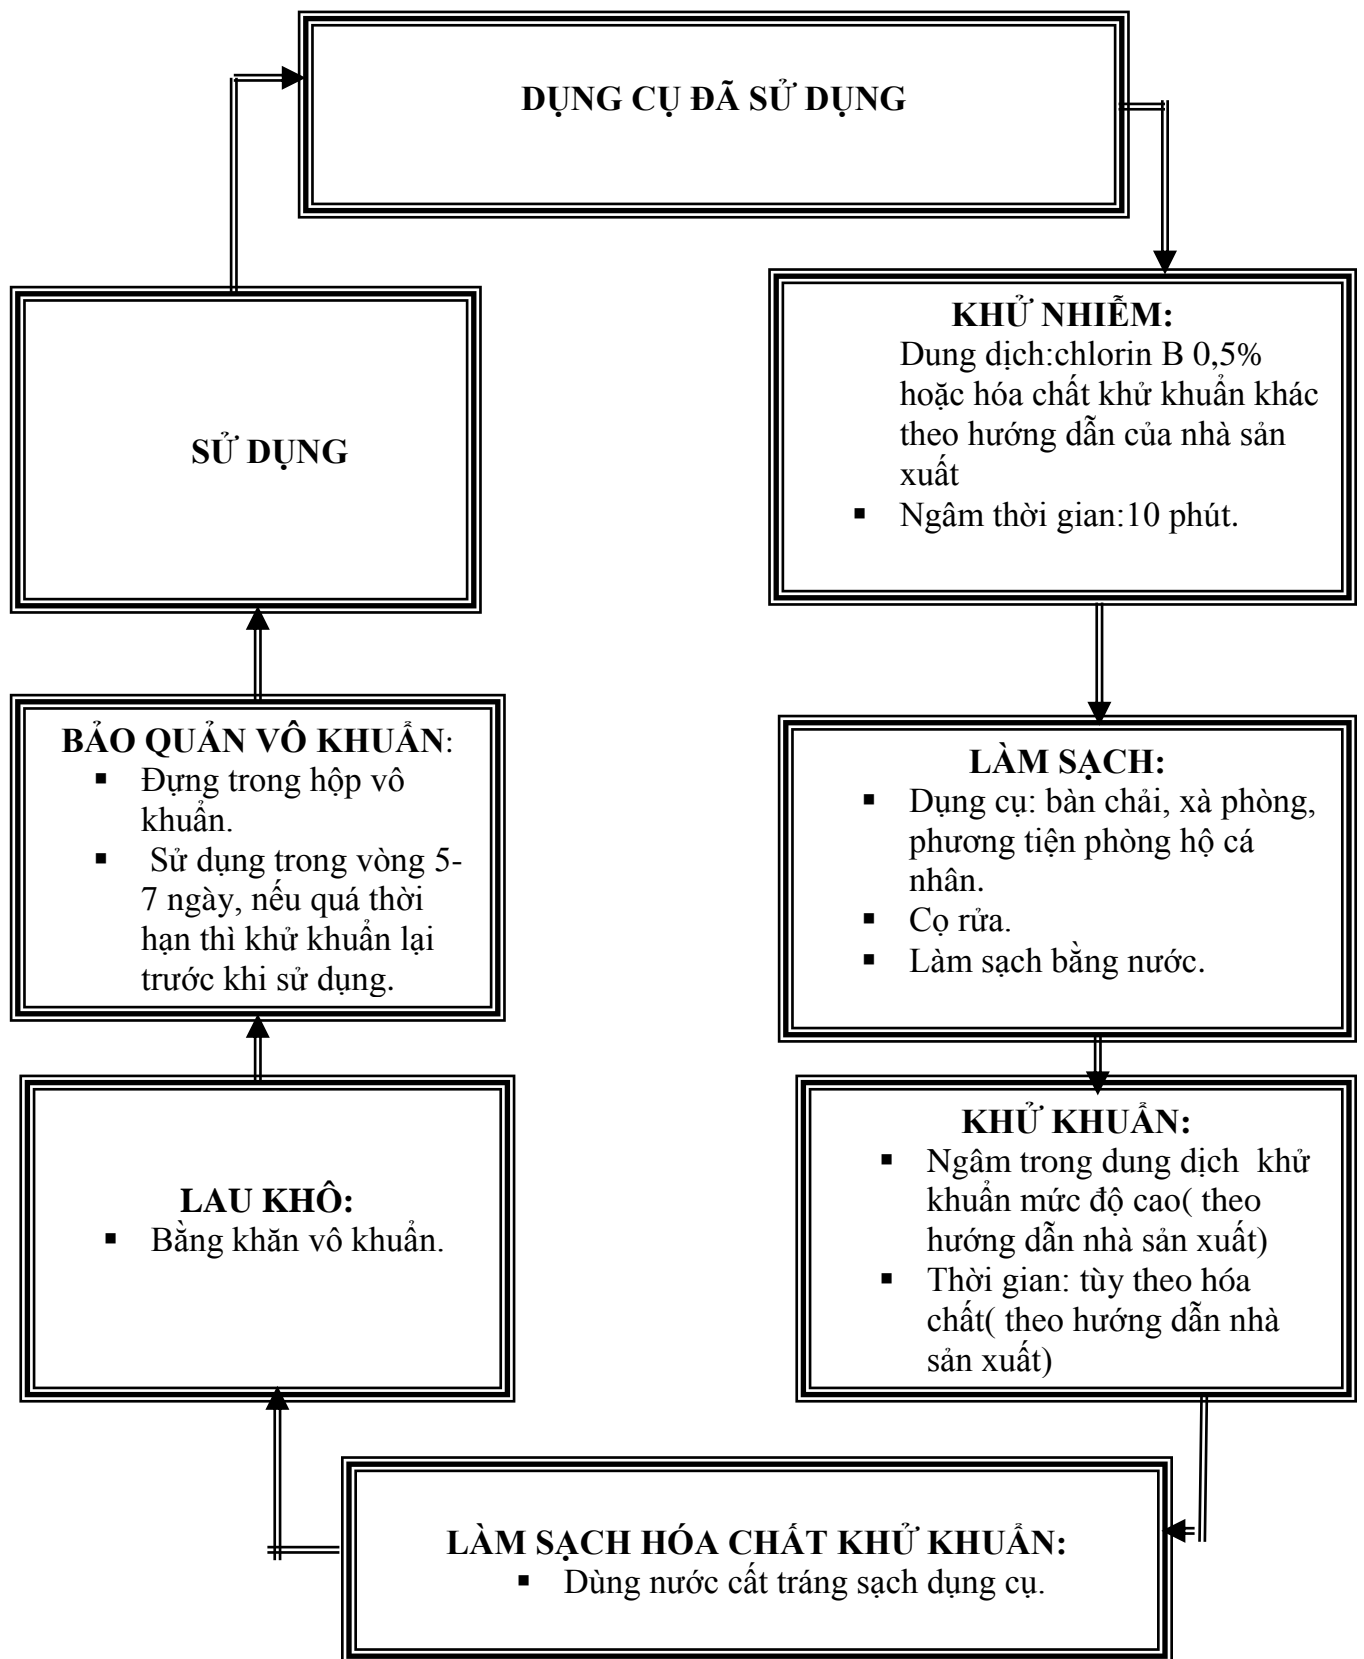 DỤNG CỤ ĐÃ SỬ DỤNG
KHỬ NHIỄM:
Dung dịch:chlorin B 0,5%
hoặc hóa chất khử khuẩn khác
theo hướng dẫn của nhà sản
xuất
▪ Ngâm thời gian:10 phút.
LÀM SẠCH:
▪ Dụng cụ: bàn chải, xà phòng,
phương tiện phòng hộ cá
nhân.
▪ Cọ rửa.
▪ Làm sạch bằng nước.
KHỬ KHUẨN:
▪ Ngâm trong dung dịch khử
khuẩn mức độ cao( theo
hướng dẫn nhà sản xuất)
▪ Thời gian: tùy theo hóa
chất( theo hướng dẫn nhà
sản xuất)
LÀM SẠCH HÓA CHẤT KHỬ KHUẨN:
▪ Dùng nước cất tráng sạch dụng cụ.
LAU KHÔ:
▪ Bằng khăn vô khuẩn.
BẢO QUẢN VÔ KHUẨN:
▪ Đựng trong hộp vô
khuẩn.
▪ Sử dụng trong vòng 5-
7 ngày, nếu quá thời
hạn thì khử khuẩn lại
trước khi sử dụng.
SỬ DỤNG